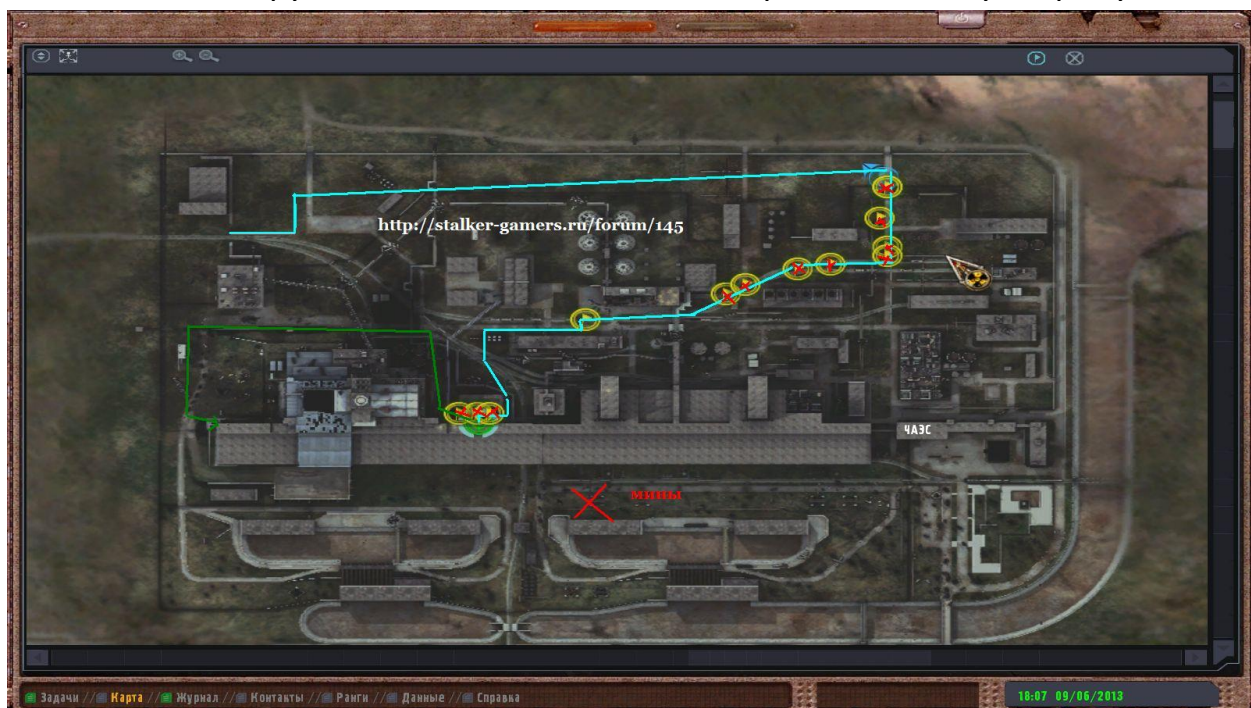 http://stalker-gamers.ru/forum/145
ЧАЭС
мины
Задачи // Карта // Журнал // Контакты // Ранги // Данные // Справка
18:07 09/06/2013